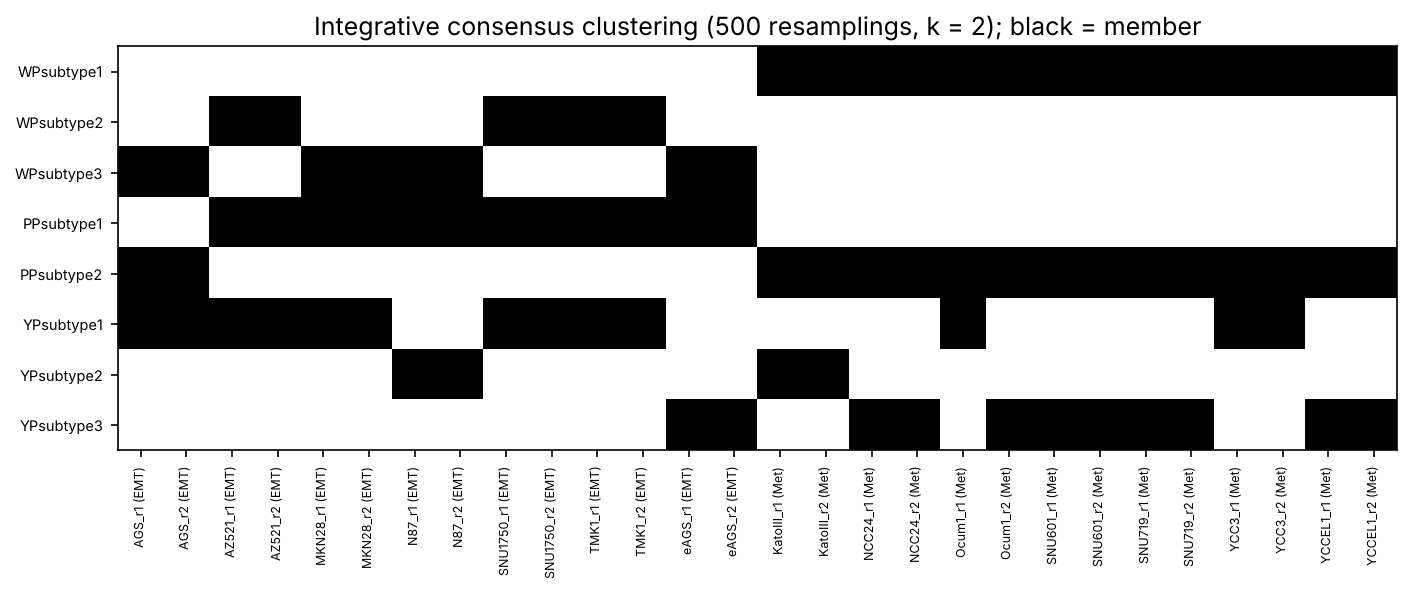 Integrative consensus clustering (500 resamplings, k = 2); black = member
WPsubtype1
WPsubtype2
WPsubtype3
PPsubtype1
PPsubtype2
YPsubtype1
YPsubtype2
YPsubtype3
AGS_r1 (EMT)
AGS_r2 (EMT)
AZ521_r1 (EMT)
AZ521_r2 (EMT)
MKN28_r1 (EMT)
MKN28_r2 (EMT)
N87_r1 (EMT)
N87_r2 (EMT)
SNU1750_r1 (EMT)
SNU1750_r2 (EMT)
TMK1_r1 (EMT)
TMK1_r2 (EMT)
eAGS_r1 (EMT)
eAGS_r2 (EMT)
KatoIII_r1 (Met)
KatoIII_r2 (Met)
NCC24_r1 (Met)
NCC24_r2 (Met)
Ocum1_r1 (Met)
Ocum1_r2 (Met)
SNU601_r1 (Met)
SNU601_r2 (Met)
SNU719_r1 (Met)
SNU719_r2 (Met)
YCC3_r1 (Met)
YCC3_r2 (Met)
YCCEL1_r1 (Met)
YCCEL1_r2 (Met)